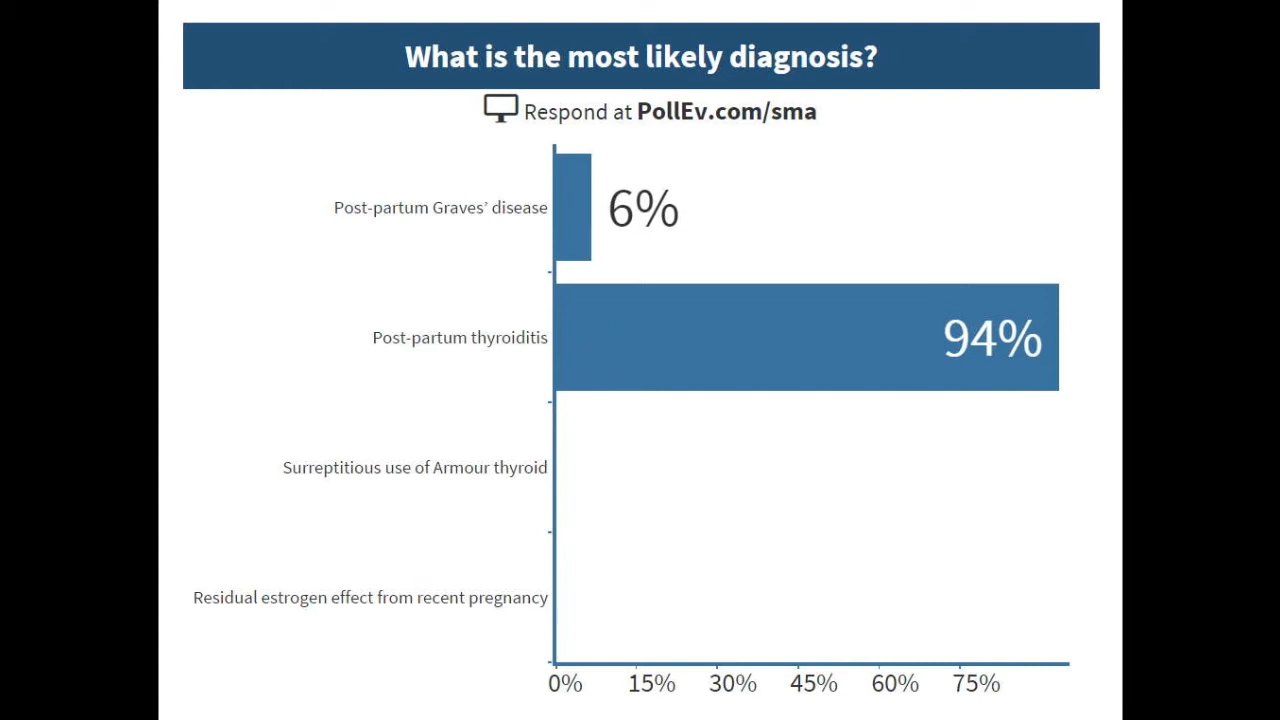 What is the most likely diagnosis?
Respond at PollEv.com/sma
Post-partum Graves’ disease
6%
Post-partum thyroiditis
94%
Surreptitious use of Armour thyroid
Residual estrogen effect from recent pregnancy
0% 15% 30% 45% 60% 75%